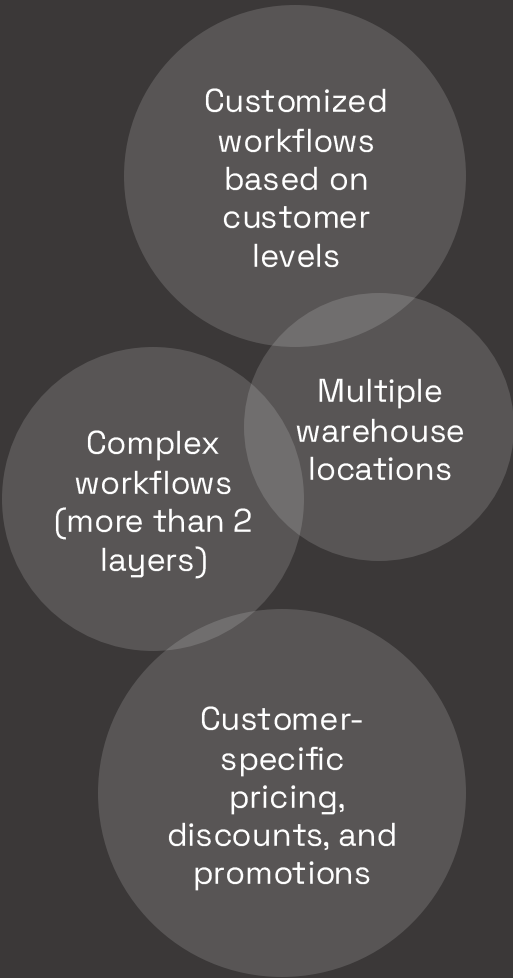 Customized
workflows
based on
customer
levels
Multiple
warehouse
locations
Complex
workflows
(more than 2
layers)
Customer-
specific
pricing,
discounts, and
promotions